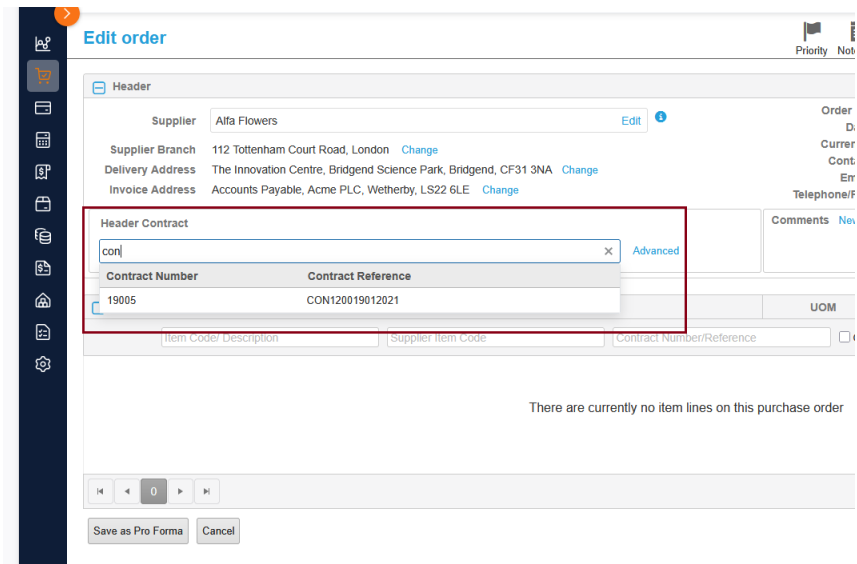 Edit order
Priority
Header
Supplier Alfa Flowers Edit
Supplier Branch 112 Tottenham Court Road, London Change
Delivery Address The Innovation Centre, Bridgend Science Park, Bridgend, CF31 3NA Change
Invoice Address Accounts Payable, Acme PLC, Wetherby, LS22 6LE Change
Order
Header Contract
con Advanced
Contract Number Contract Reference
19005 CON120019012021
Comments
UOM
Item Code/ Description Supplier Item Code Contract Number/Reference
There are currently no item lines on this purchase order
0
Save as Pro Forma Cancel